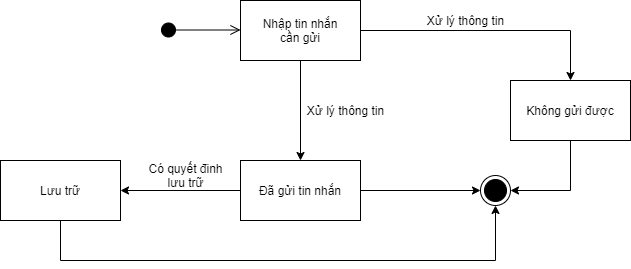 Nhập tin nhắn
cần gửi
Xử lý thông tin
Xử lý thông tin
Không gửi được
Có quyết đinh
lưu trữ
Lưu trữ
Đã gửi tin nhắn